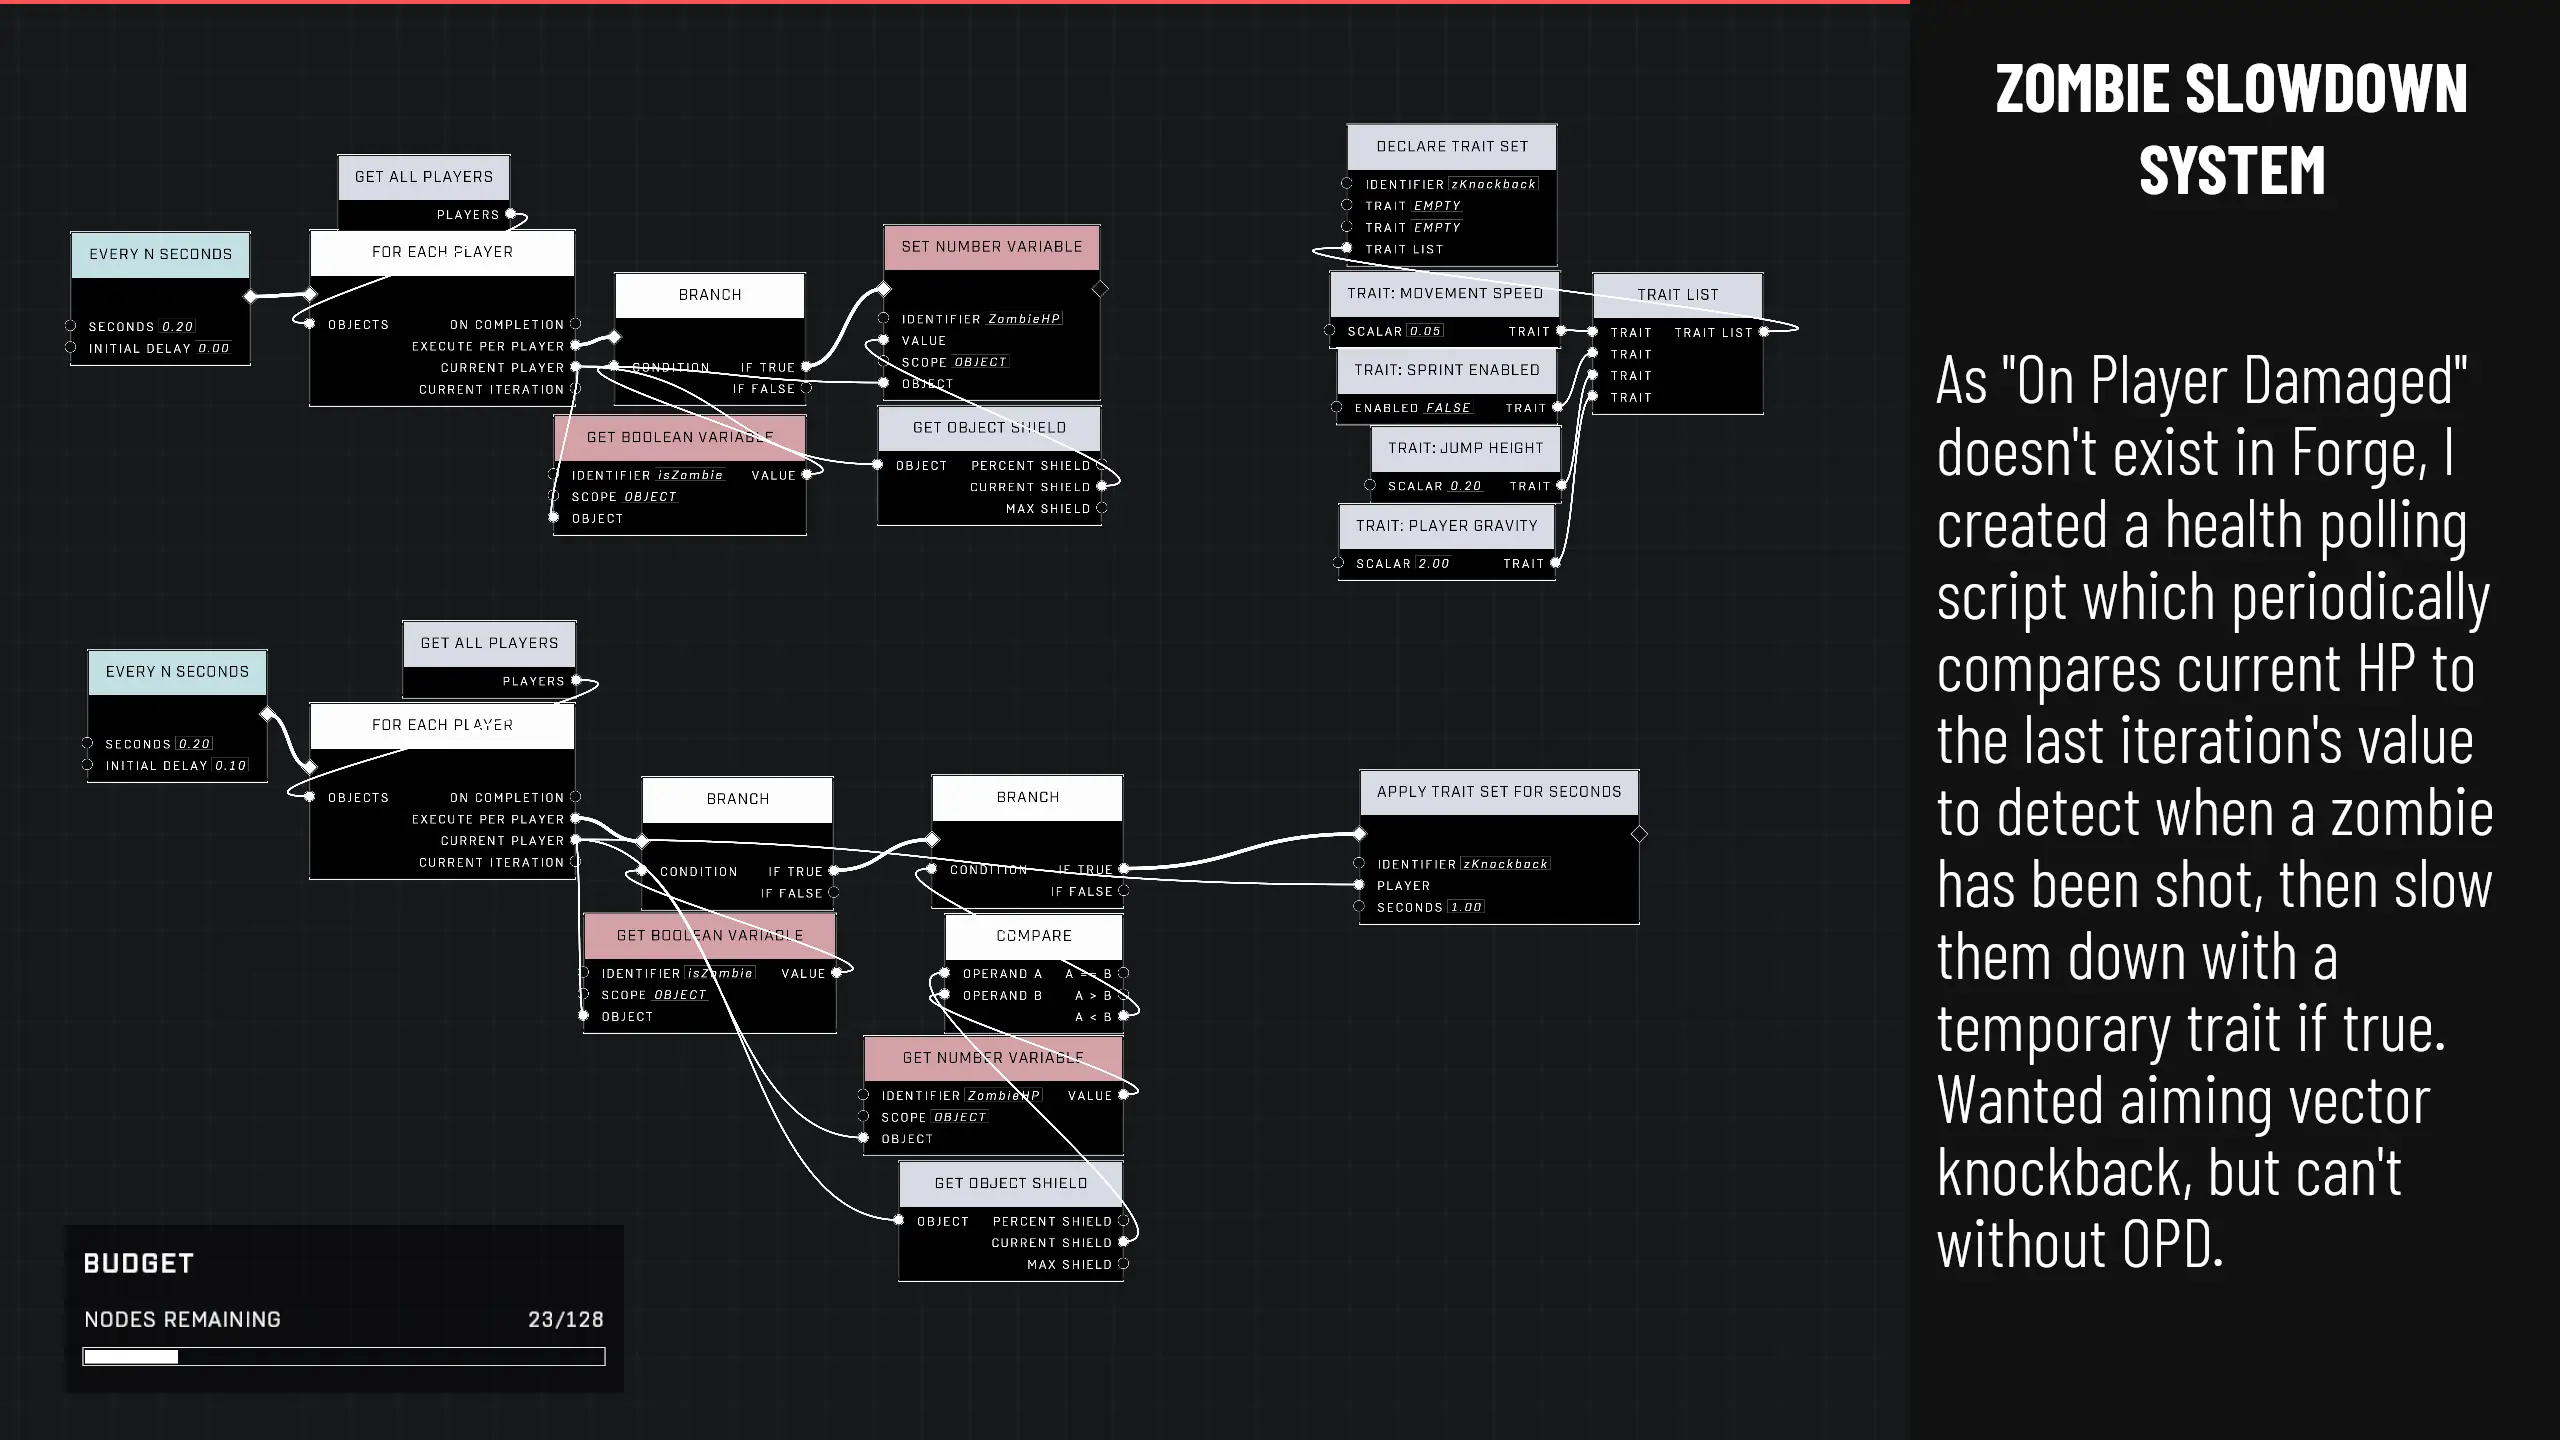 GET ALL PLAYERS
PLAYERS
EVERY N SECONDS
SECONDS 0.20
INITIAL DELAY 0.00
FOR EACH PLAYER
OBJECTS ON COMPLETION
EXECUTE PER PLAYER
CURRENT PLAYER
CURRENT ITERATION
BRANCH
CONDITION IF TRUE
IF FALSE
GET BOOLEAN VARIABLE
IDENTIFIER isZombie VALUE
SCOPE OBJECT
OBJECT
SET NUMBER VARIABLE
IDENTIFIER ZombieHP
VALUE
SCOPE OBJECT
OBJECT
GET OBJECT SHIELD
OBJECT PERCENT SHIELD
CURRENT SHIELD
MAX SHIELD
DECLARE TRAIT SET
IDENTIFIER zKnockback
TRAIT EMPTY
TRAIT EMPTY
TRAIT LIST
TRAIT: MOVEMENT SPEED
SCALAR 0.05 TRAIT
TRAIT: SPRINT ENABLED
ENABLED FALSE TRAIT
TRAIT: JUMP HEIGHT
SCALAR 0.20 TRAIT
TRAIT: PLAYER GRAVITY
SCALAR 2.00 TRAIT
TRAIT LIST
TRAIT TRAIT LIST
TRAIT
TRAIT
TRAIT
GET ALL PLAYERS
PLAYERS
EVERY N SECONDS
SECONDS 0.20
INITIAL DELAY 0.10
FOR EACH PLAYER
OBJECTS ON COMPLETION
EXECUTE PER PLAYER
CURRENT PLAYER
CURRENT ITERATION
BRANCH
CONDITION IF TRUE
IF FALSE
GET BOOLEAN VARIABLE
IDENTIFIER isZombie VALUE
SCOPE OBJECT
OBJECT
BRANCH
CONDITION IF TRUE
IF FALSE
COMPARE
OPERAND A A == B
OPERAND B A > B
A < B
GET NUMBER VARIABLE
IDENTIFIER ZombieHP VALUE
SCOPE OBJECT
OBJECT
GET OBJECT SHIELD
OBJECT PERCENT SHIELD
CURRENT SHIELD
MAX SHIELD
APPLY TRAIT SET FOR SECONDS
IDENTIFIER zKnockback
PLAYER
SECONDS 1.00
BUDGET
NODES REMAINING 23/128
ZOMBIE SLOWDOWN
SYSTEM
As "On Player Damaged"
doesn't exist in Forge, I
created a health polling
script which periodically
compares current HP to
the last iteration's value
to detect when a zombie
has been shot, then slow
them down with a
temporary trait if true.
Wanted aiming vector
knockback, but can't
without OPD.